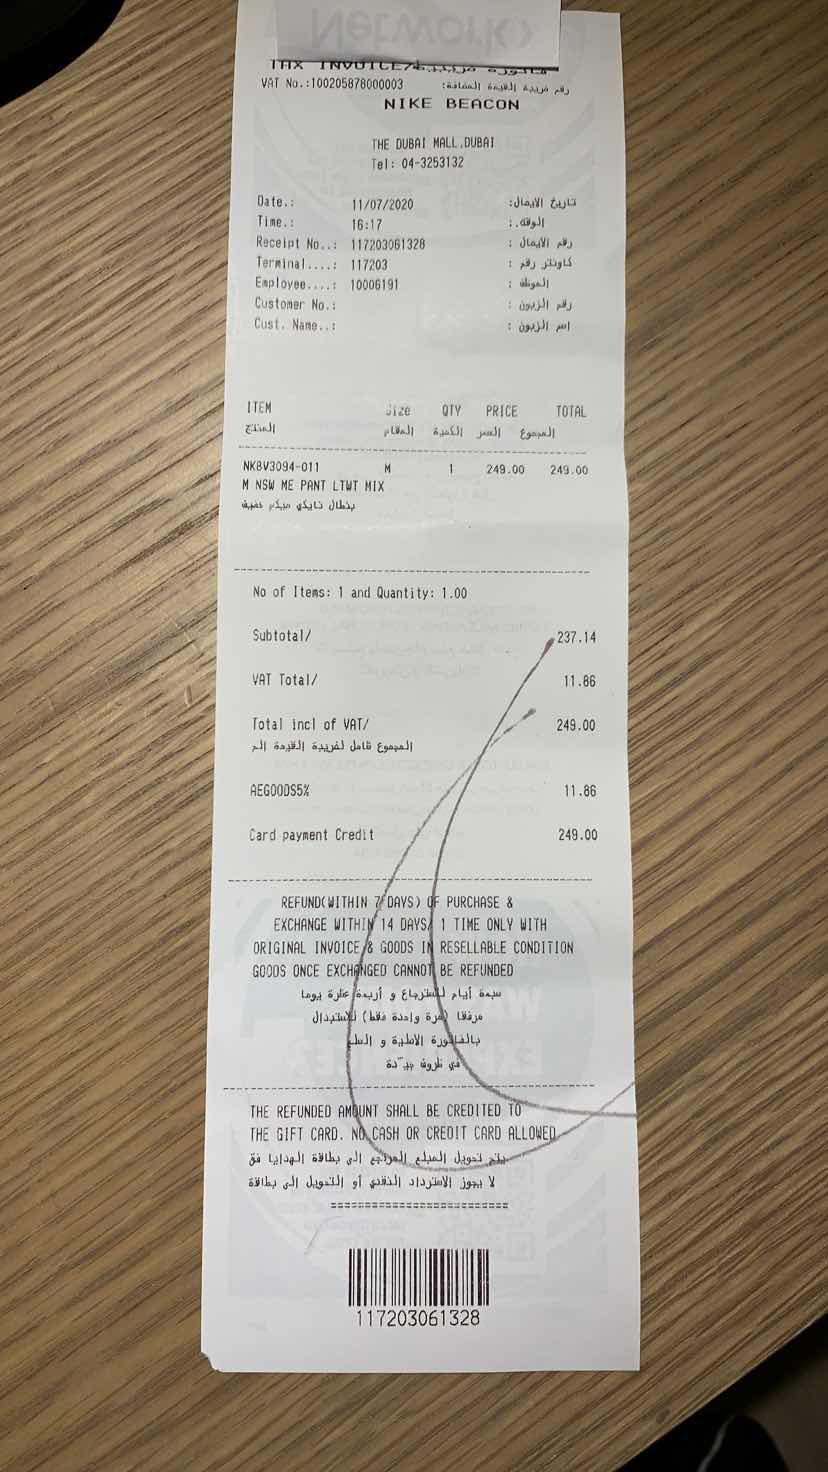 Network>
TAX INVOICE/فاتورة ضريبية
VAT No.:100205878000003 رقم ضريبة القيمة المضافة:
NIKE BEACON
THE DUBAI MALL,DUBAI
Tel: 04-3253132
Date.: 11/07/2020 تاريخ الايصال:
Time.: 16:17 الوقت.:
Receipt No..: 117203061328 رقم الايصال :
Terminal....: 117203 كاونتر رقم :
Employee....: 10006191 الموظف :
Customer No.: رقم الزبون :
Cust. Name..: اسم الزبون :
ITEM Size QTY PRICE TOTAL
المنتج المقاس الكمية السعر المجموع
NKBV3094-011 M 1 249.00 249.00
M NSW ME PANT LTWT MIX
بنطال نايكي ميكس خفيف
No of Items: 1 and Quantity: 1.00
Subtotal/ 237.14
VAT Total/ 11.86
Total incl of VAT/ 249.00
المجموع شامل لضريبة القيمة الم
AEGOODS5% 11.86
Card payment Credit 249.00
REFUND(WITHIN 7 DAYS) OF PURCHASE &
EXCHANGE WITHIN 14 DAYS/ 1 TIME ONLY WITH
ORIGINAL INVOICE & GOODS IN RESELLABLE CONDITION
GOODS ONCE EXCHANGED CANNOT BE REFUNDED
سبعة أيام للاسترجاع و أربعة عشرة يوما
مرفقا (مرة واحدة فقط) للاستبدال
بالفاتورة الاصلية و السلع
في ظروف جيّدة
THE REFUNDED AMOUNT SHALL BE CREDITED TO
THE GIFT CARD. NO CASH OR CREDIT CARD ALLOWED.
يتم تحويل المبلغ المرتجع الى بطاقة الهدايا فق
لا يجوز الاسترداد النقدي أو التحويل الى بطاقة
=========================
117203061328